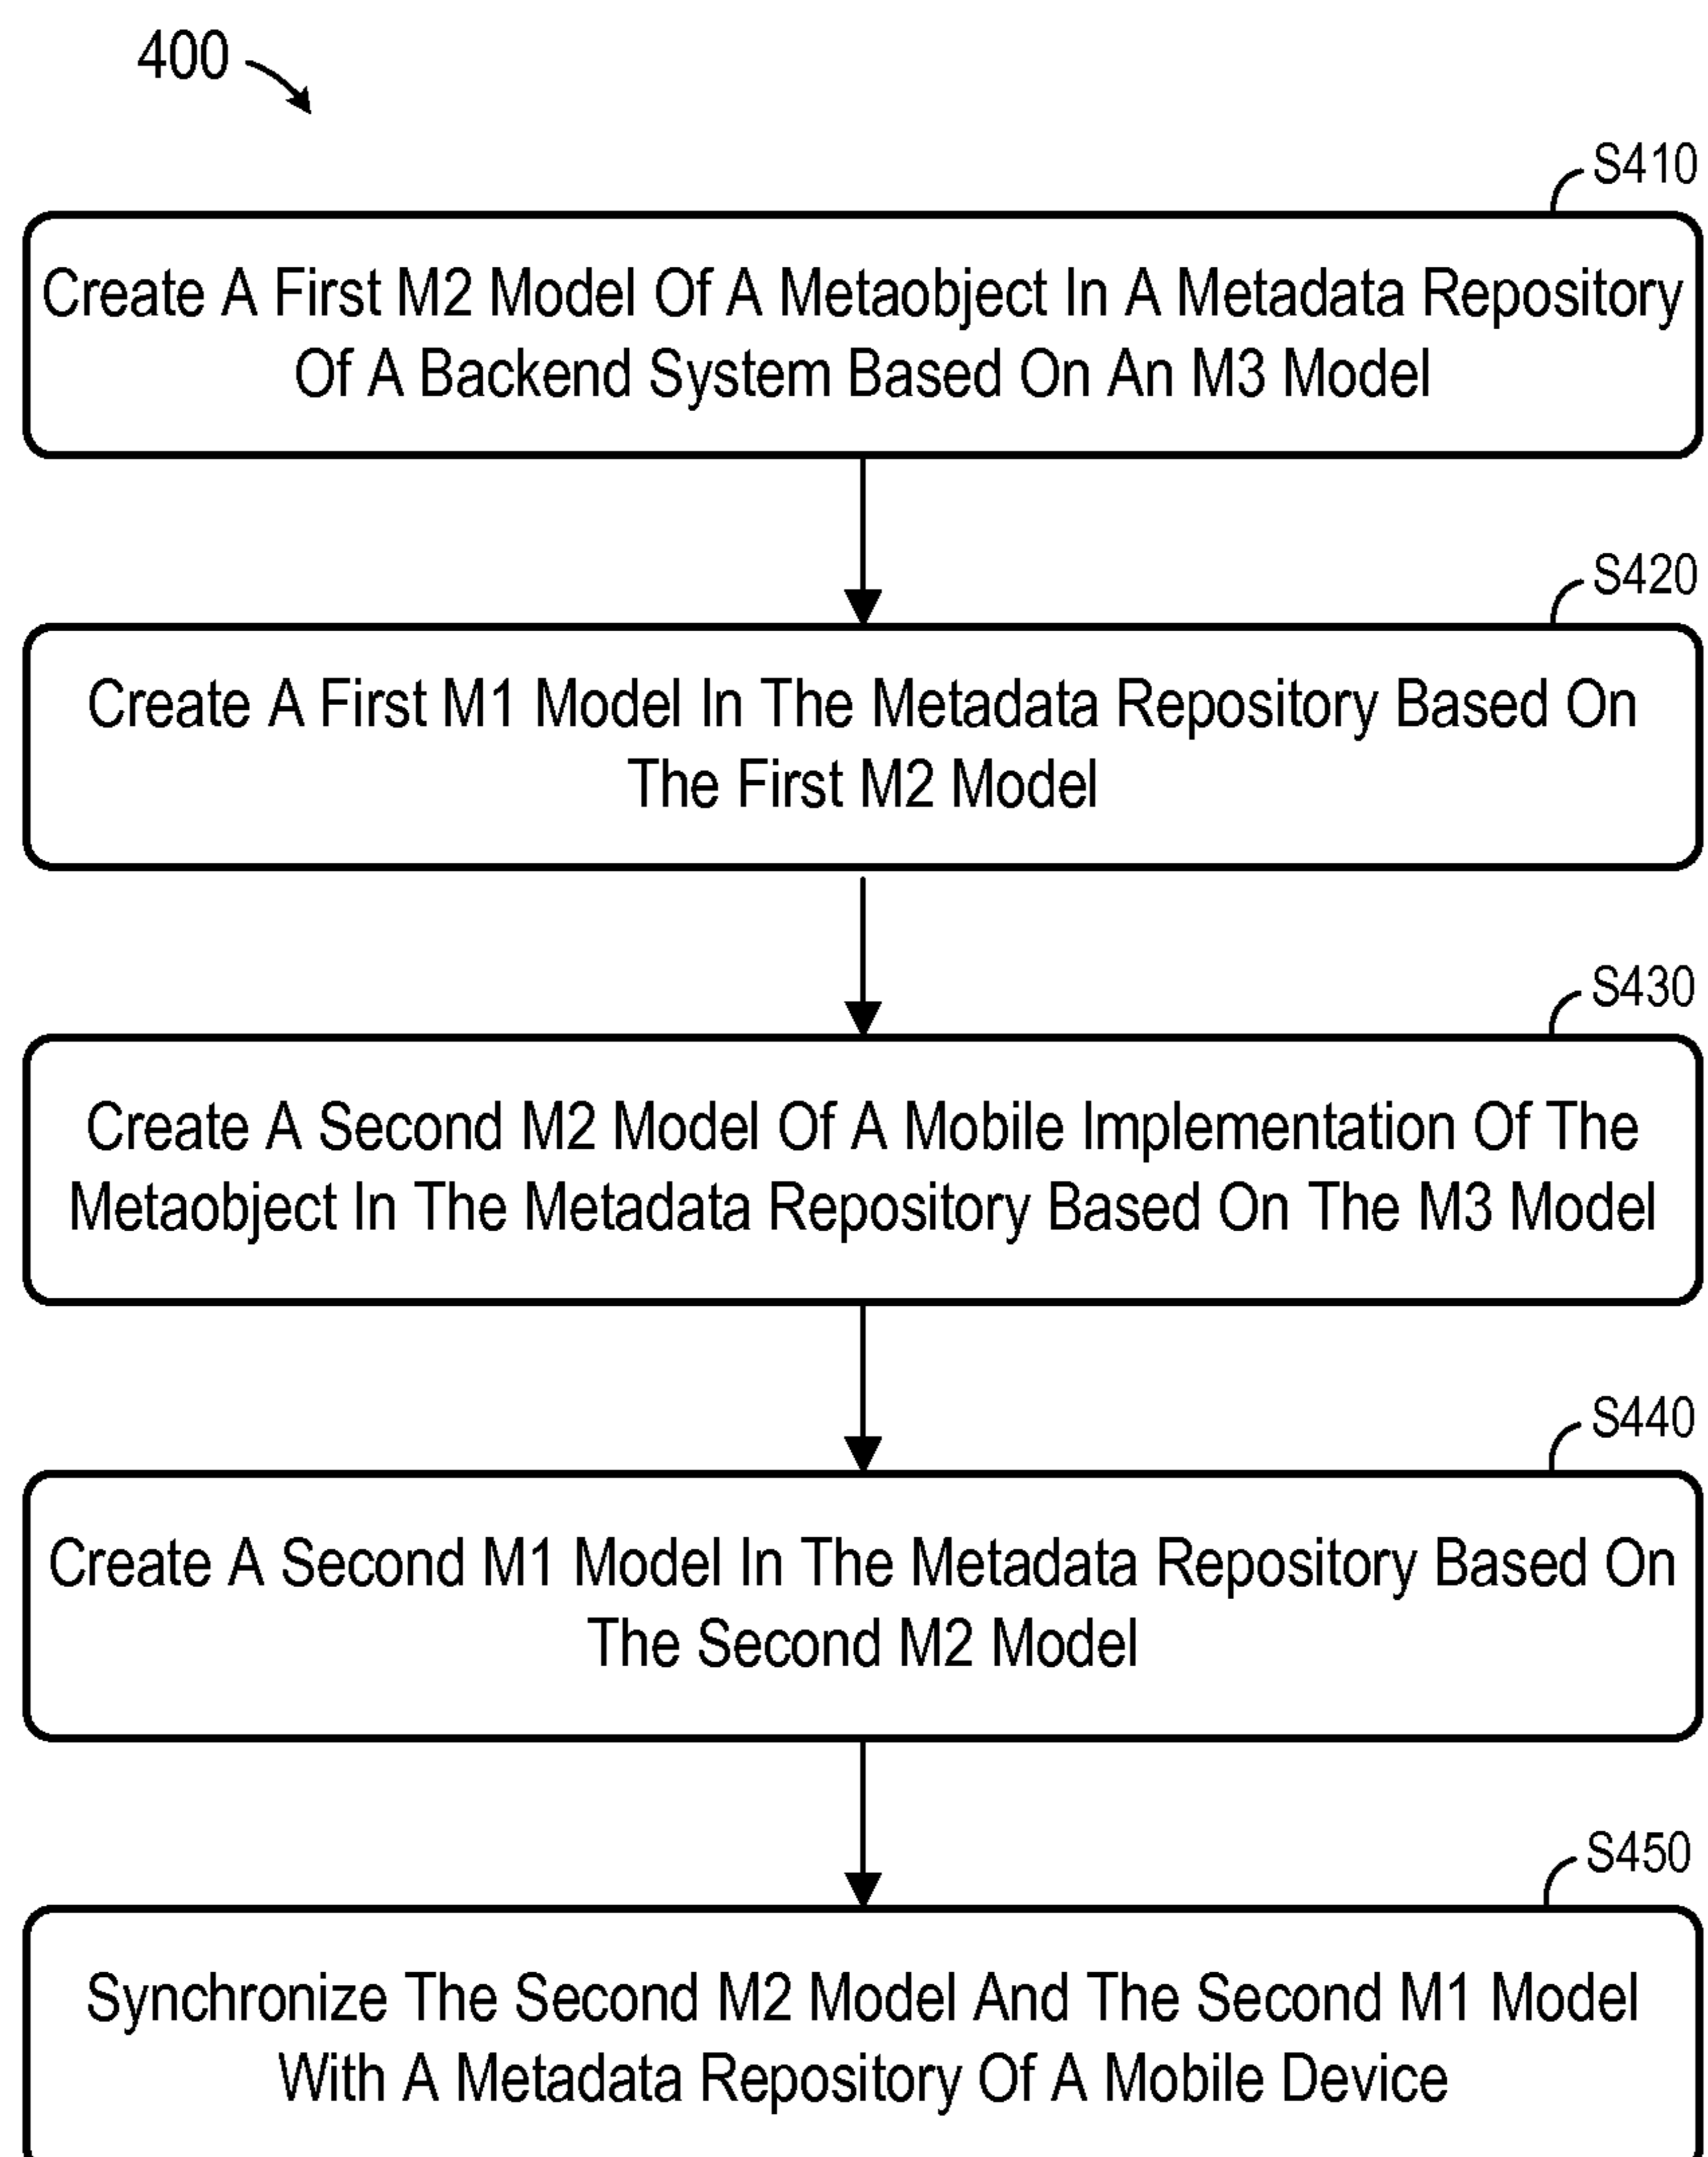 400
S410
Create A First M2 Model Of A Metaobject In A Metadata Repository
Of A Backend System Based On An M3 Model
S420
Create A First M1 Model In The Metadata Repository Based On
The First M2 Model
S430
Create A Second M2 Model Of A Mobile Implementation Of The
Metaobject In The Metadata Repository Based On The M3 Model
S440
Create A Second M1 Model In The Metadata Repository Based On
The Second M2 Model
S450
Synchronize The Second M2 Model And The Second M1 Model
With A Metadata Repository Of A Mobile Device